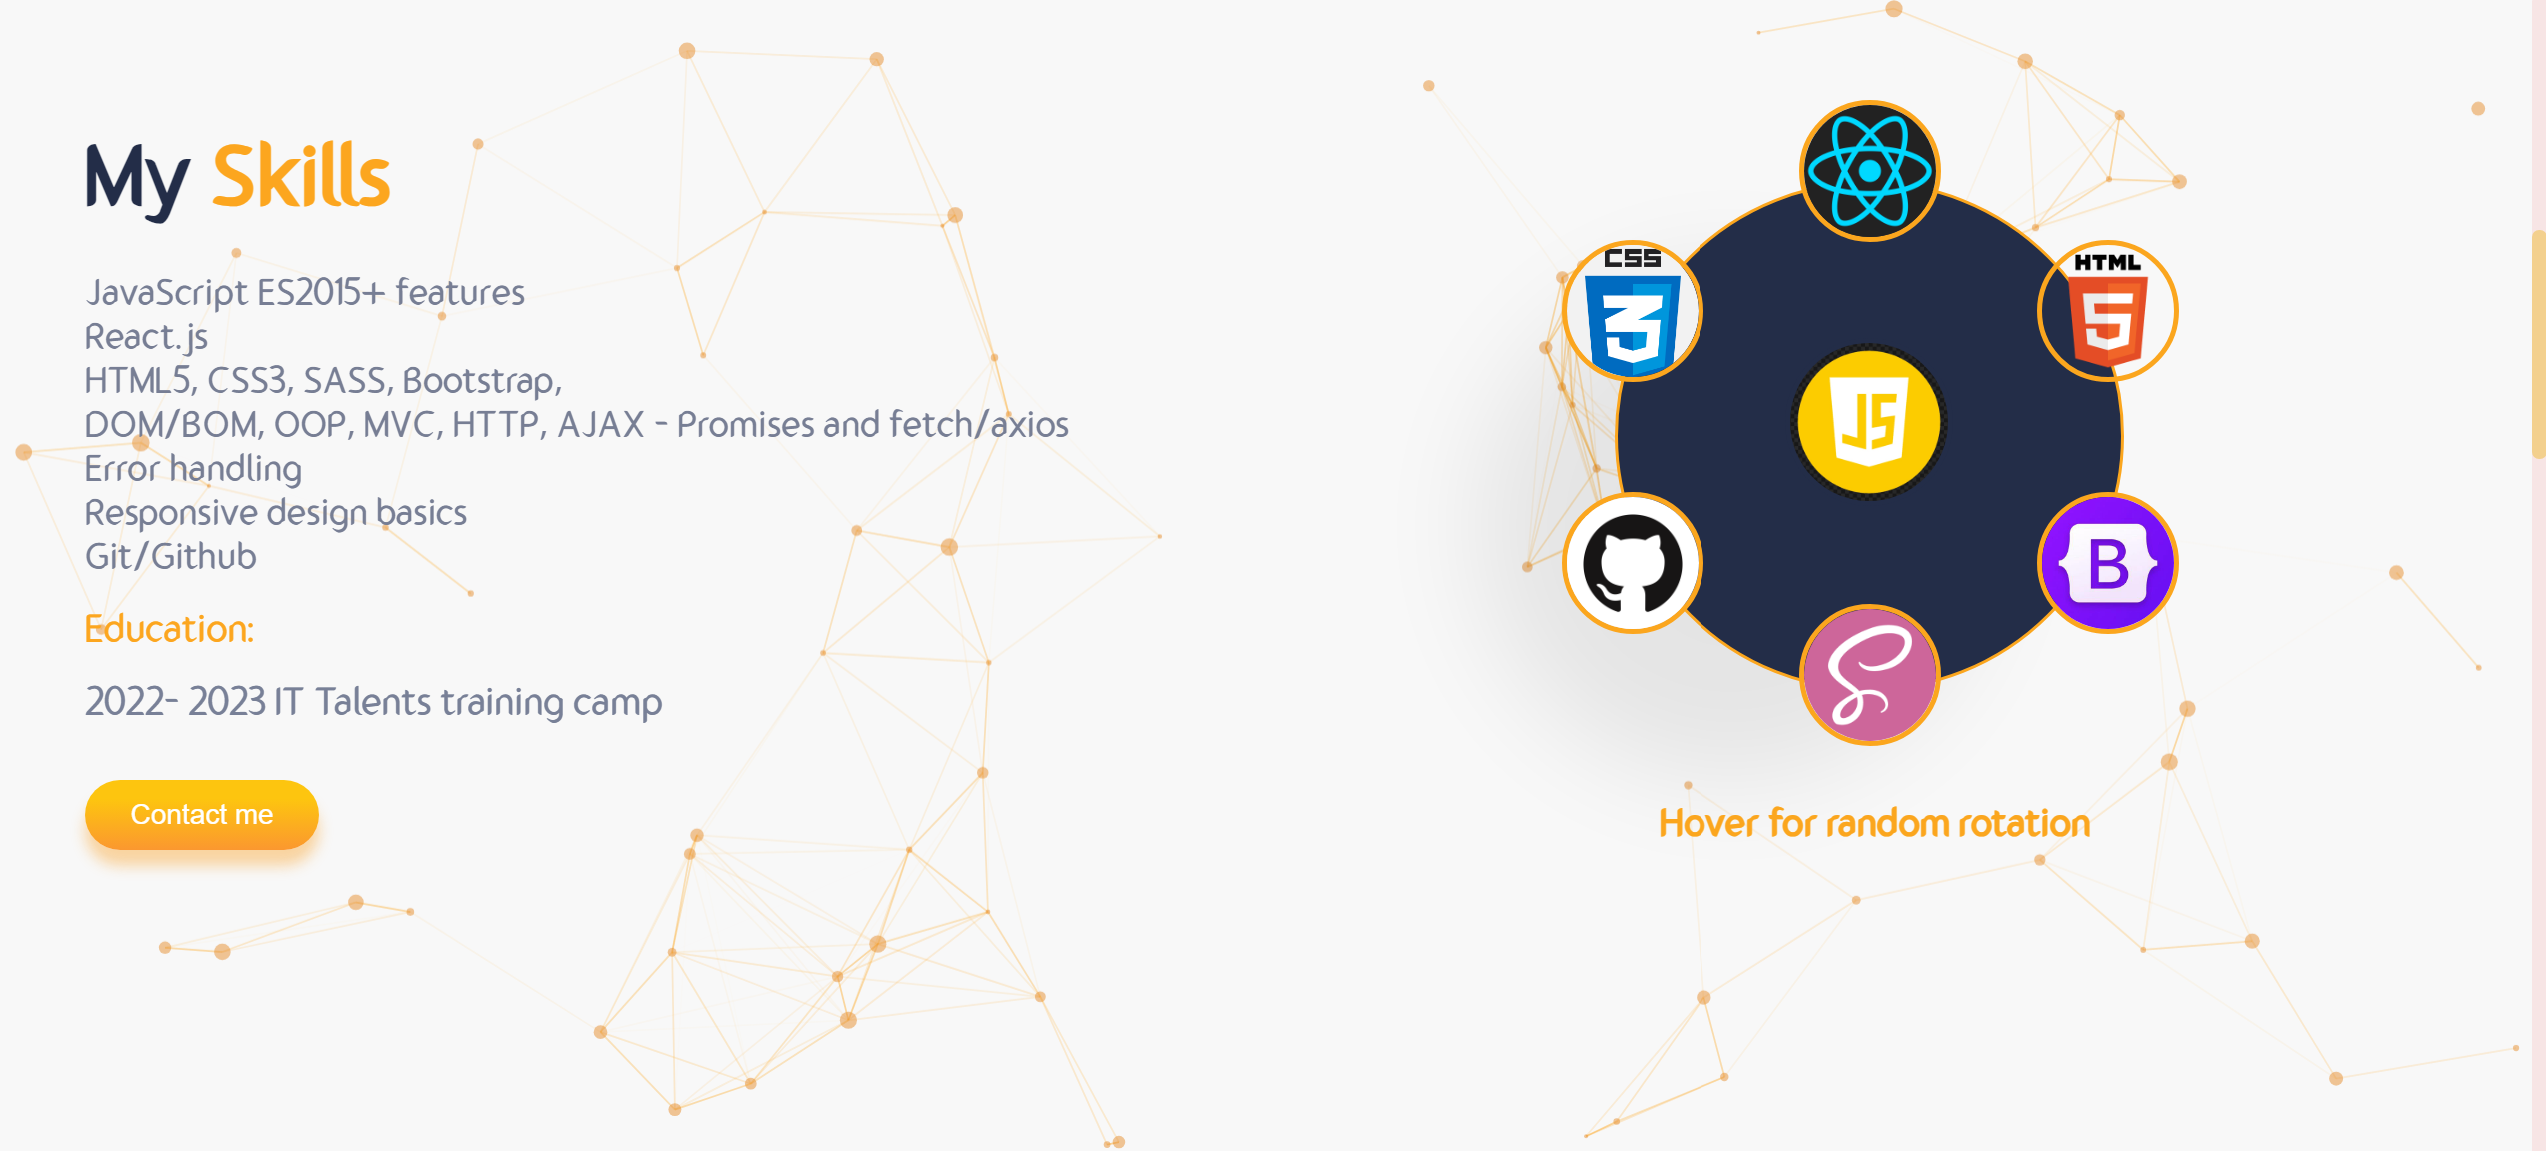 My Skills
JavaScript ES2015+ features
React.js
HTML5, CSS3, SASS, Bootstrap,
DOM/BOM, OOP, MVC, HTTP, AJAX - Promises and fetch/axios
Error handling
Responsive design basics
Git/Github
Education:
2022- 2023 IT Talents training camp
Contact me
CSS
3
HTML
5
JS
B
Hover for random rotation